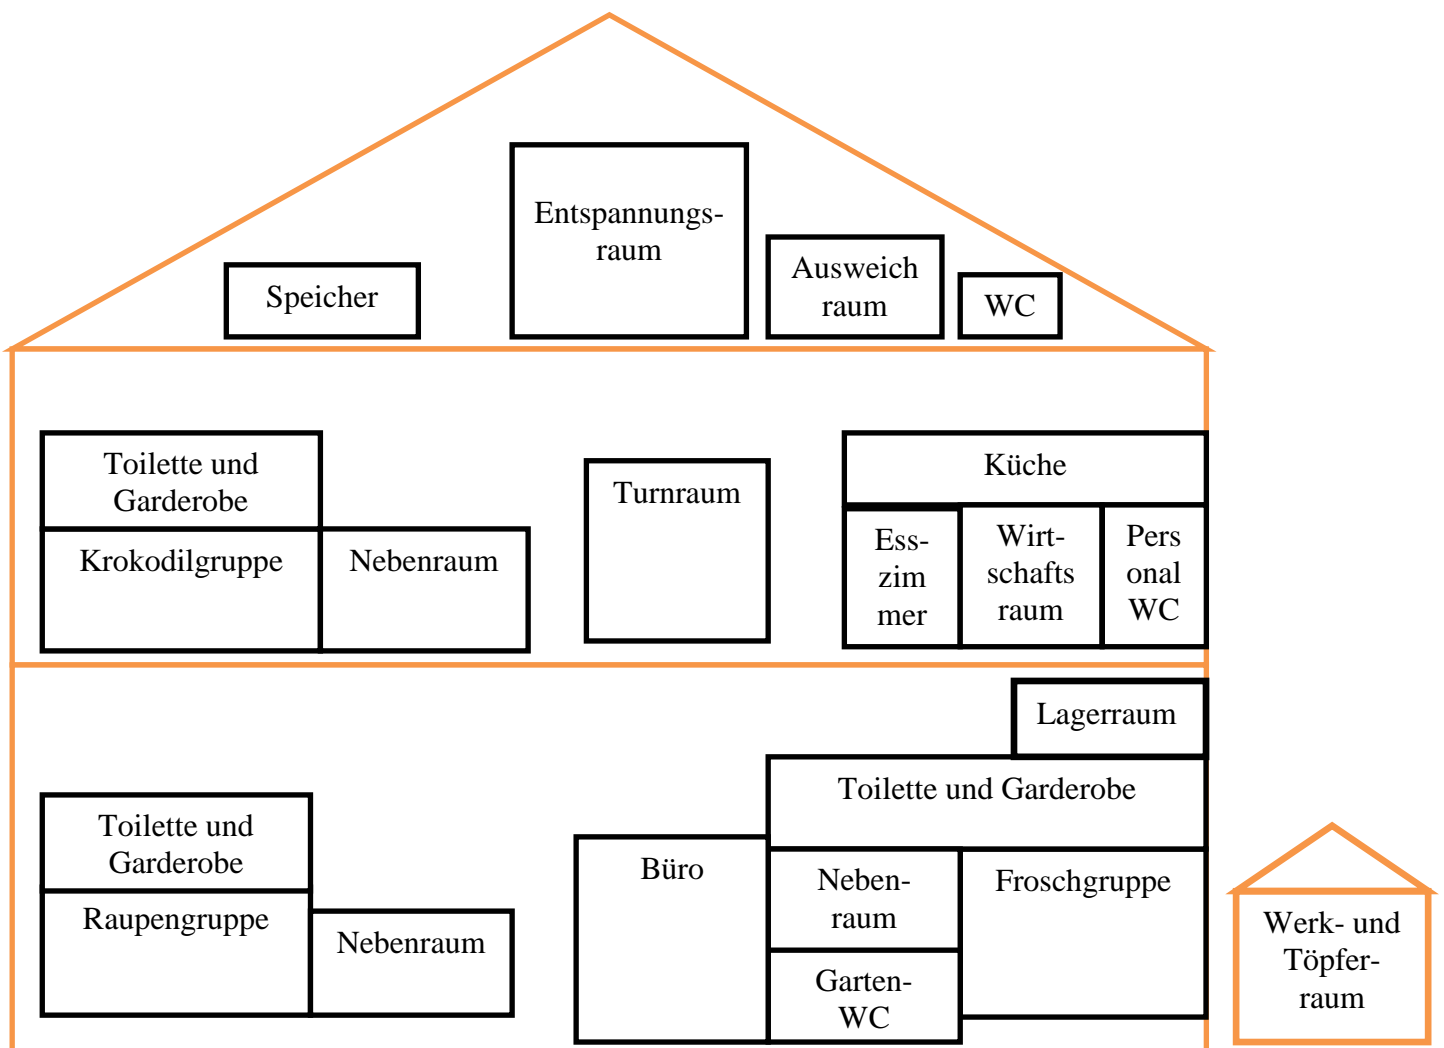 Entspannungs-
raum
Ausweich
raum
Speicher
WC
Toilette und
Garderobe
Krokodilgruppe
Nebenraum
Turnraum
Küche
Ess-
zim
mer
Wirt-
schafts
raum
Pers
onal
WC
Lagerraum
Toilette und Garderobe
Toilette und
Garderobe
Raupengruppe
Nebenraum
Büro
Neben-
raum
Froschgruppe
Garten-
WC
Werk- und
Töpfer-
raum